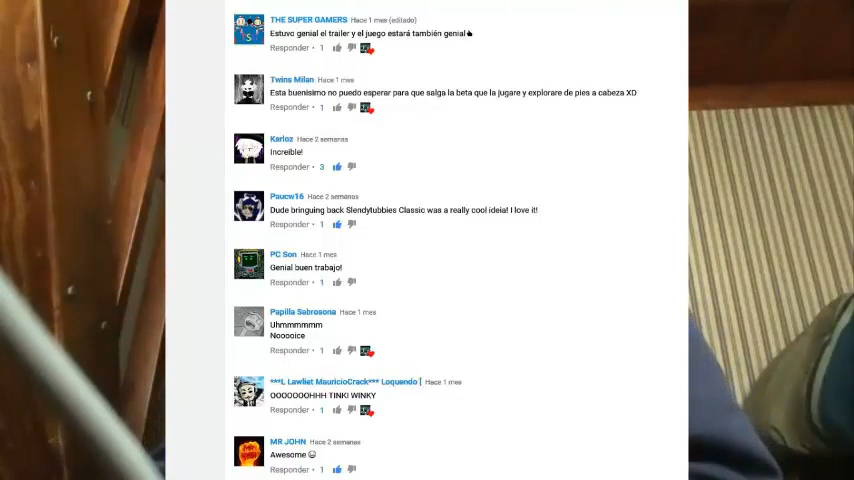 THE SUPER GAMERS Hace 1 mes (editado)
Estuvo genial el trailer y el juego estará también genial
Responder • 1
Twins Milan Hace 1 mes
Esta buenisimo no puedo esperar para que salga la beta que la jugare y explorare de pies a cabeza XD
Responder • 1
Karloz Hace 2 semanas
Increible!
Responder • 3
Paucw16 Hace 2 semanas
Dude bringuing back Slendytubbies Classic was a really cool ideia! I love it!
Responder • 1
PC Son Hace 1 mes
Genial buen trabajo!
Responder • 1
Papilla Sabrosona Hace 1 mes
Uhmmmmmm
Nooooice
Responder • 1
***L Lawliet MauricioCrack*** Loquendo [ Hace 1 mes
OOOOOOOHHH TINKI WINKY
Responder • 1
MR JOHN Hace 2 semanas
Awesome 😃
Responder • 1